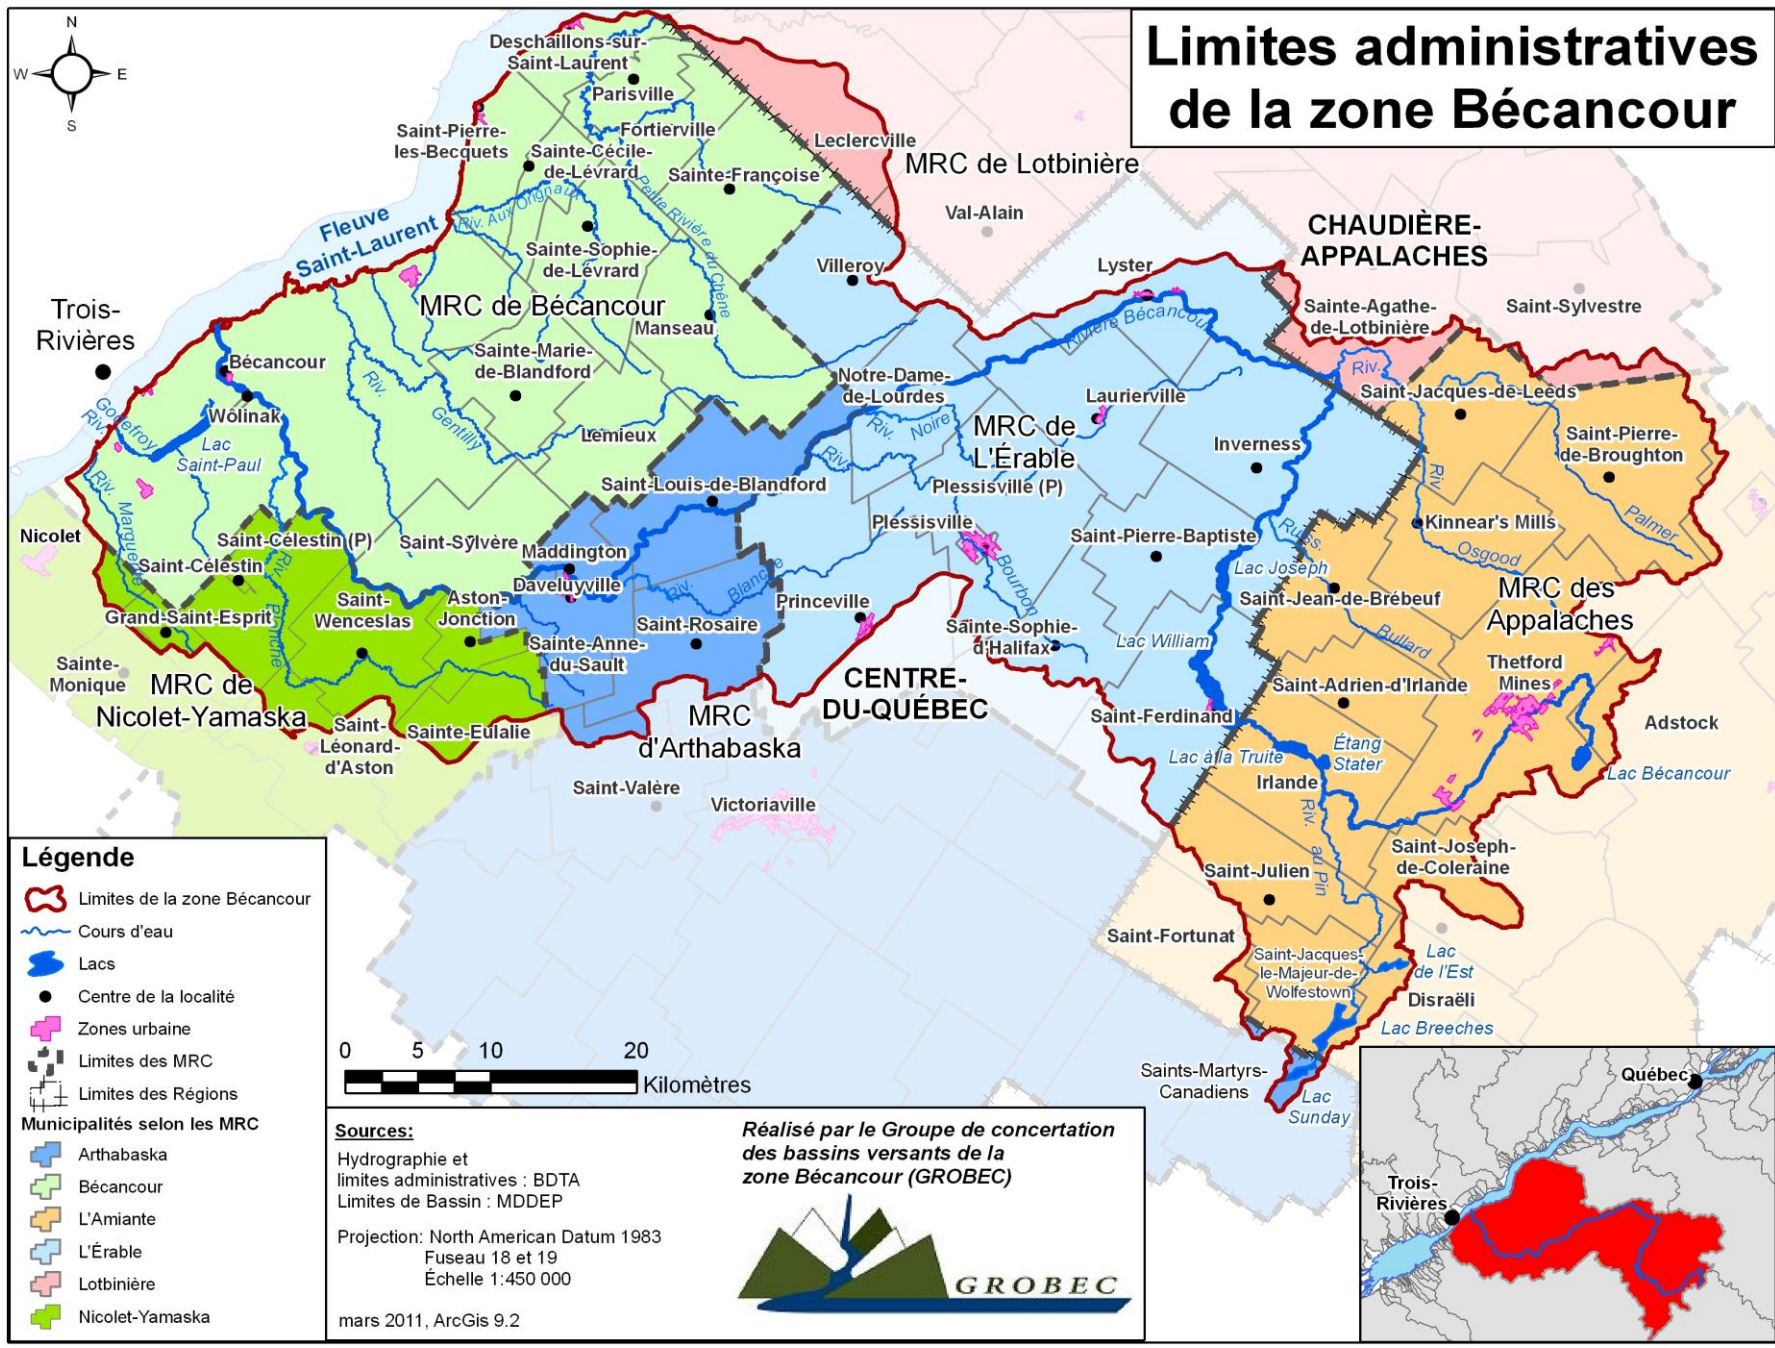 Limites administratives
de la zone Bécancour
N
W
E
S
Deschaillons-sur-
Saint-Laurent
Parisville
Saint-Pierre-
les-Becquets
Fortierville
Leclercville
Sainte-Cécile-
de-Lévrard
Sainte-Françoise
MRC de Lotbinière
Val-Alain
Riv. Aux Orignaux
Petite Rivière du Chêne
Fleuve
Saint-Laurent
Sainte-Sophie-
de-Lévrard
Villeroy
Lyster
CHAUDIÈRE-
APPALACHES
Trois-
Rivières
MRC de Bécancour
Manseau
Rivière Bécancour
Sainte-Agathe-
de-Lotbinière
Saint-Sylvestre
Bécancour
Sainte-Marie-
de-Blandford
Notre-Dame-
de-Lourdes
Riv.
Saint-Jacques-de-Leeds
Wôlinak
Riv.
Gentilly
Laurierville
Godefroy
Riv.
Lac
Saint-Paul
Lemieux
Riv.
Noire
MRC de
L'Érable
Inverness
Saint-Pierre-
de-Broughton
Riv.
Marguerite
Saint-Louis-de-Blandford
Riv.
Plessisville (P)
Riv.
Palmer
Nicolet
Saint-Célestin (P)
Saint-Sylvère
Maddington
Plessisville
Saint-Pierre-Baptiste
Ruiss.
Kinnear's Mills
Osgood
Saint-Célestin
Riv.
Blanche
Daveluyville
Riv.
Blanche
Bourbon
Lac Joseph
MRC des
Appalaches
Grand-Saint-Esprit
Saint-
Wenceslas
Aston-
Jonction
Sainte-Anne-
du-Sault
Saint-Rosaire
Princeville
Sainte-Sophie-
d'Halifax
Saint-Jean-de-Brébeuf
Bullard
Sainte-
Monique
MRC de
Nicolet-Yamaska
CENTRE-
DU-QUÉBEC
Lac William
Thetford
Mines
Saint-
Léonard-
d'Aston
Sainte-Eulalie
MRC
d'Arthabaska
Saint-Ferdinand
Saint-Adrien-d'Irlande
Adstock
Lac à la Truite
Étang
Stater
Lac Bécancour
Saint-Valère
Victoriaville
Irlande
Riv.
au Pin
Saint-Joseph-
de-Coleraine
Saint-Julien
Saint-Fortunat
Saint-Jacques-
le-Majeur-de-
Wolfestown
Lac
de l'Est
Disraëli
Lac Breeches
Saints-Martyrs-
Canadiens
Lac
Sunday
Légende
Limites de la zone Bécancour
Cours d'eau
Lacs
Centre de la localité
Zones urbaine
Limites des MRC
Limites des Régions
Municipalités selon les MRC
Arthabaska
Bécancour
L'Amiante
L'Érable
Lotbinière
Nicolet-Yamaska
0 5 10 20
Kilomètres
Sources:
Hydrographie et
limites administratives : BDTA
Limites de Bassin : MDDEP
Projection: North American Datum 1983
Fuseau 18 et 19
Échelle 1:450 000
mars 2011, ArcGis 9.2
Réalisé par le Groupe de concertation
des bassins versants de la
zone Bécancour (GROBEC)
GROBEC
Québec
Trois-
Rivières